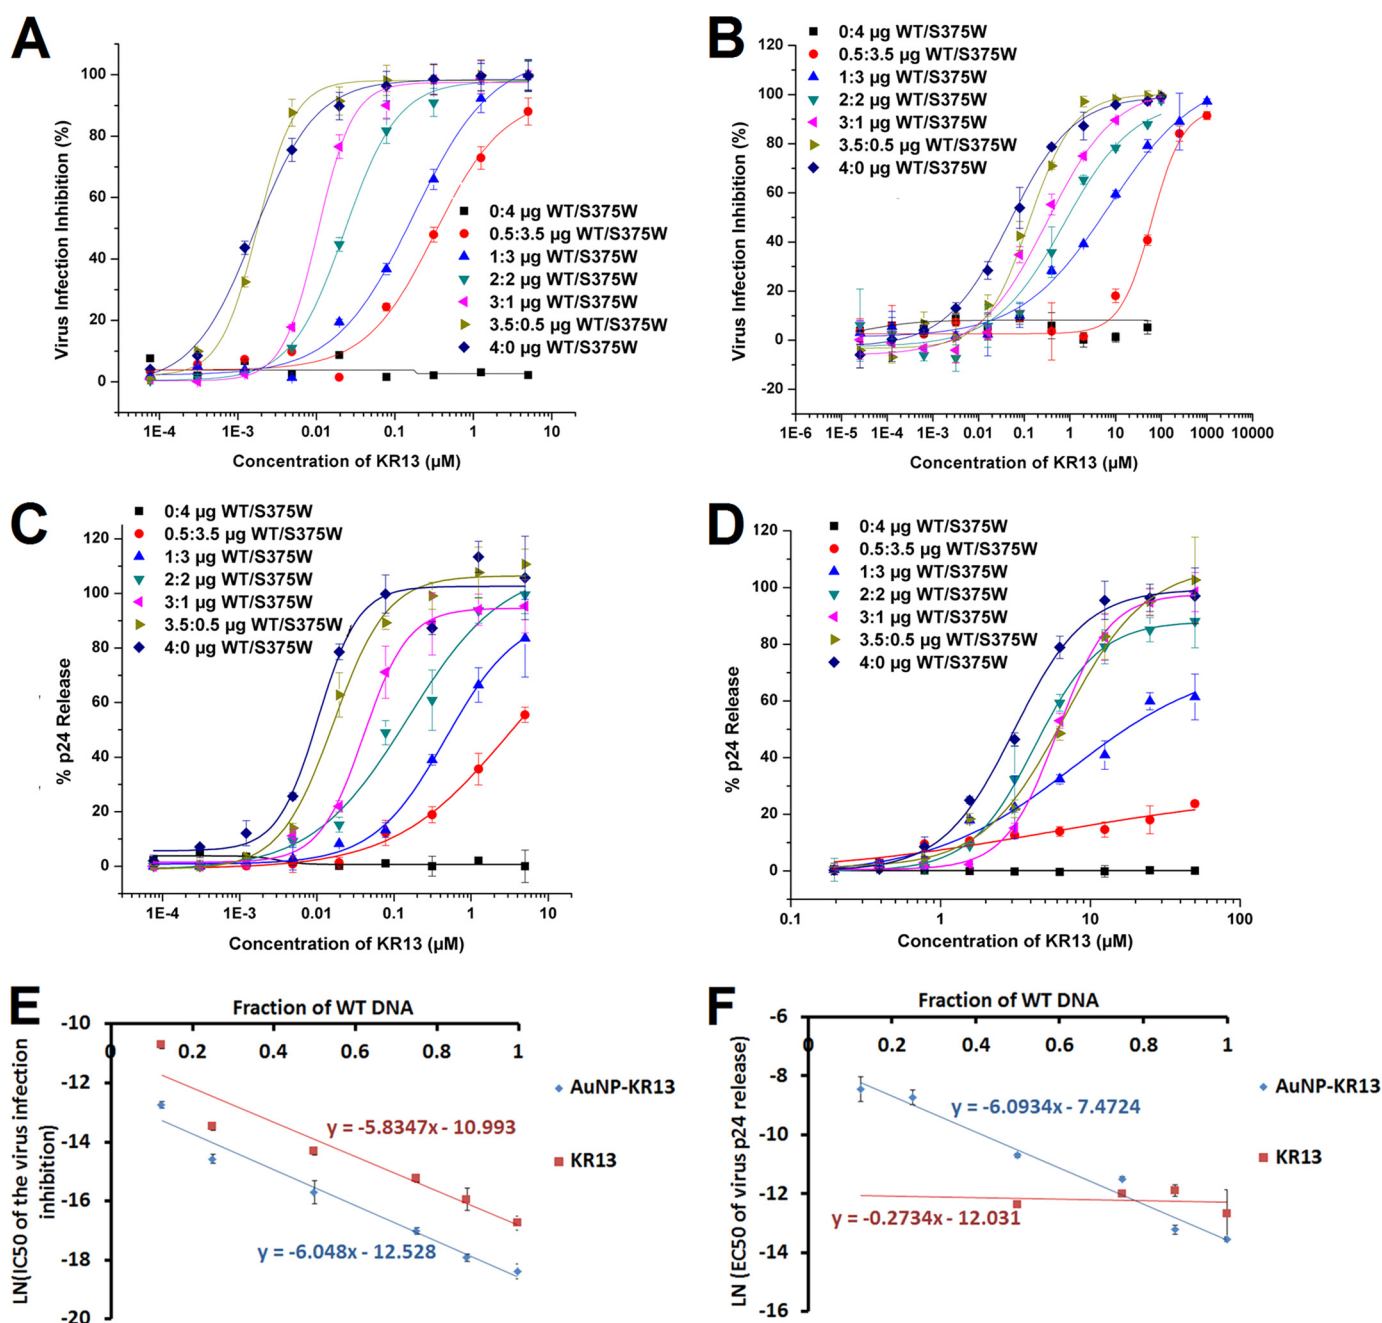 A
Virus Infection Inhibition (%)
100
80
60
40
20
0
1E-4
1E-3
0.01
0.1
1
10
Concentration of KR13 (µM)
0:4 µg WT/S375W
0.5:3.5 µg WT/S375W
1:3 µg WT/S375W
2:2 µg WT/S375W
3:1 µg WT/S375W
3.5:0.5 µg WT/S375W
4:0 µg WT/S375W
B
0:4 µg WT/S375W
0.5:3.5 µg WT/S375W
1:3 µg WT/S375W
2:2 µg WT/S375W
3:1 µg WT/S375W
3.5:0.5 µg WT/S375W
4:0 µg WT/S375W
Virus Infection Inhibition (%)
120
100
80
60
40
20
0
-20
1E-6
1E-5
1E-4
1E-3
0.01
0.1
1
10
100
1000
10000
Concentration of KR13 (µM)
C
0:4 µg WT/S375W
0.5:3.5 µg WT/S375W
1:3 µg WT/S375W
2:2 µg WT/S375W
3:1 µg WT/S375W
3.5:0.5 µg WT/S375W
4:0 µg WT/S375W
% p24 Release
120
100
80
60
40
20
0
1E-4
1E-3
0.01
0.1
1
10
Concentration of KR13 (µM)
D
0:4 µg WT/S375W
0.5:3.5 µg WT/S375W
1:3 µg WT/S375W
2:2 µg WT/S375W
3:1 µg WT/S375W
3.5:0.5 µg WT/S375W
4:0 µg WT/S375W
% p24 Release
120
100
80
60
40
20
0
0.1
1
10
100
Concentration of KR13 (µM)
E
Fraction of WT DNA
LN(IC50 of the virus infection
inhibition)
-10
-12
-14
-16
-18
-20
0
0.2
0.4
0.6
0.8
1
y = -5.8347x - 10.993
y = -6.048x - 12.528
AuNP-KR13
KR13
F
Fraction of WT DNA
LN (EC50 of virus p24 release)
-6
-8
-10
-12
-14
-16
0
0.2
0.4
0.6
0.8
1
y = -6.0934x - 7.4724
y = -0.2734x - 12.031
AuNP-KR13
KR13